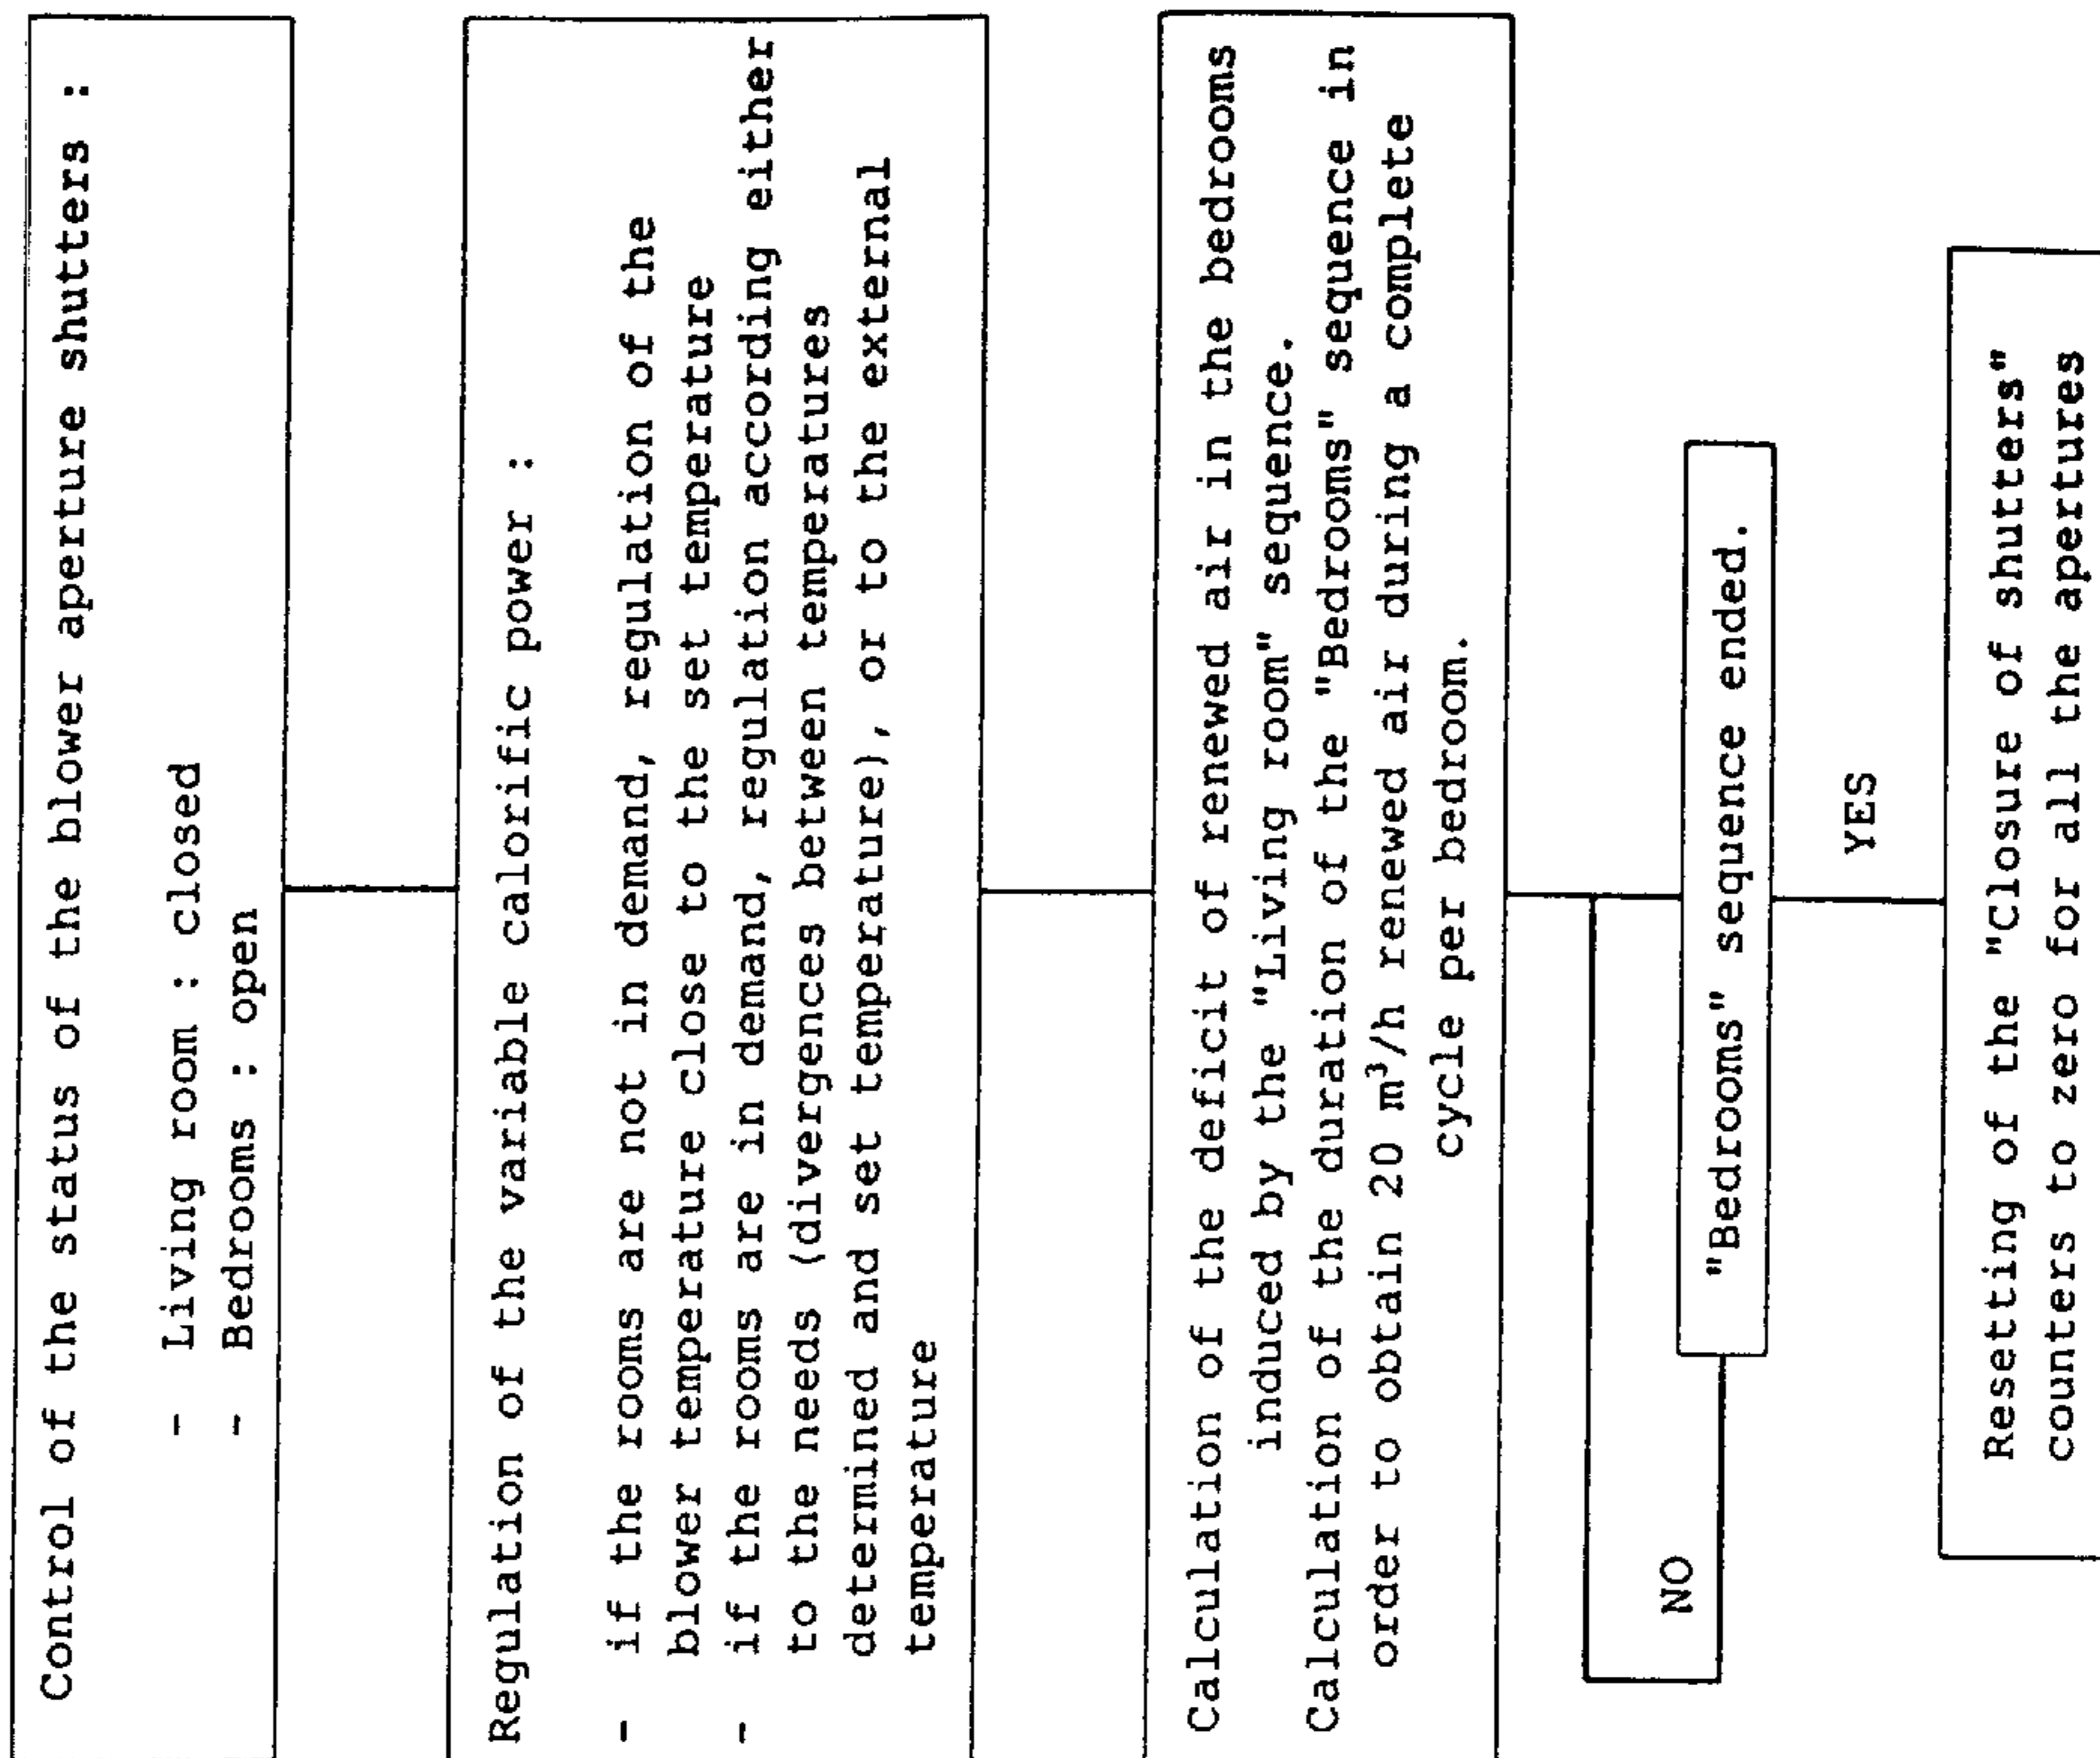 Control of the status of the blower aperture shutters :
- Living room : closed
- Bedrooms : open
Regulation of the variable calorific power :
- if the rooms are not in demand, regulation of the
blower temperature close to the set temperature
- if the rooms are in demand, regulation according either
to the needs (divergences between temperatures
determined and set temperature), or to the external
temperature
Calculation of the deficit of renewed air in the bedrooms
induced by the "Living room" sequence.
Calculation of the duration of the "Bedrooms" sequence in
order to obtain 20 m³/h renewed air during a complete
cycle per bedroom.
"Bedrooms" sequence ended.
NO
YES
Resetting of the "Closure of shutters"
counters to zero for all the apertures